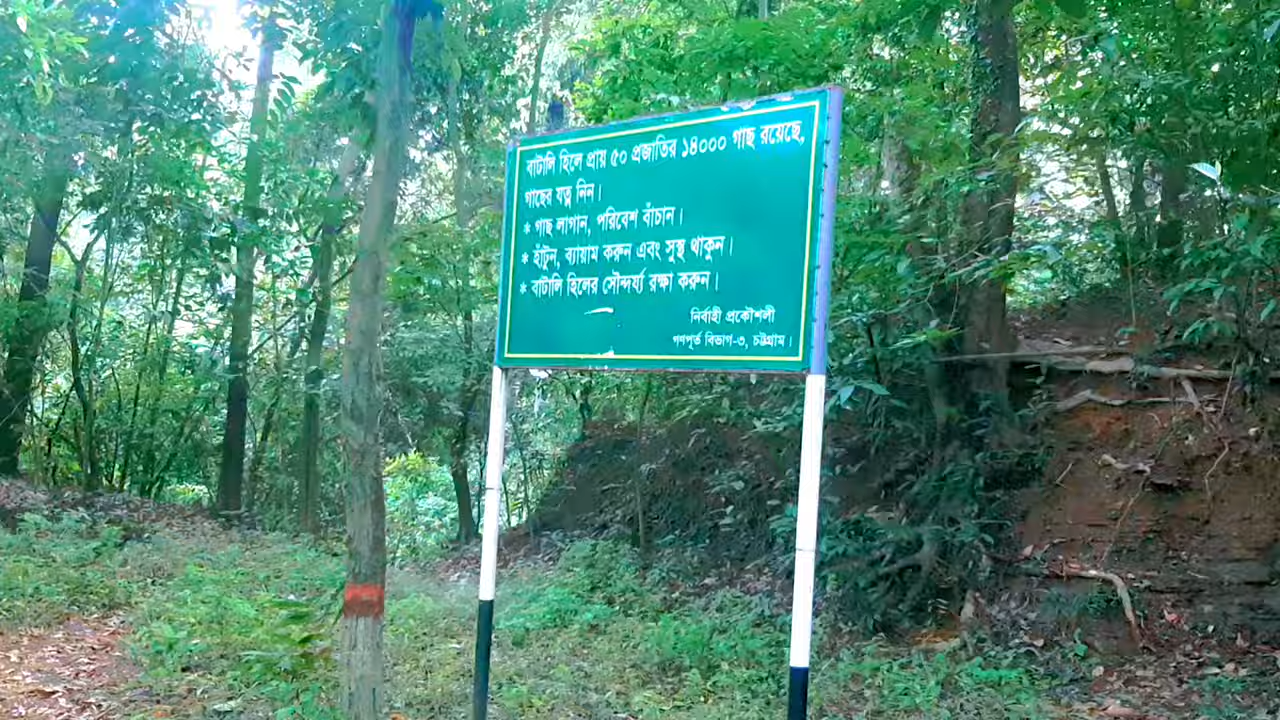 বাটালি হিলে প্রায় ৫০ প্রজাতির ১৪০০০ গাছ রয়েছে,
গাছের যত্ন নিন।
* গাছ লাগান, পরিবেশ বাঁচান।
* হাঁটুন, ব্যায়াম করুন এবং সুস্থ থাকুন।
* বাটালি হিলের সৌন্দর্য্য রক্ষা করুন।
নির্বাহী প্রকৌশলী
গণপূর্ত বিভাগ-৩, চট্টগ্রাম।